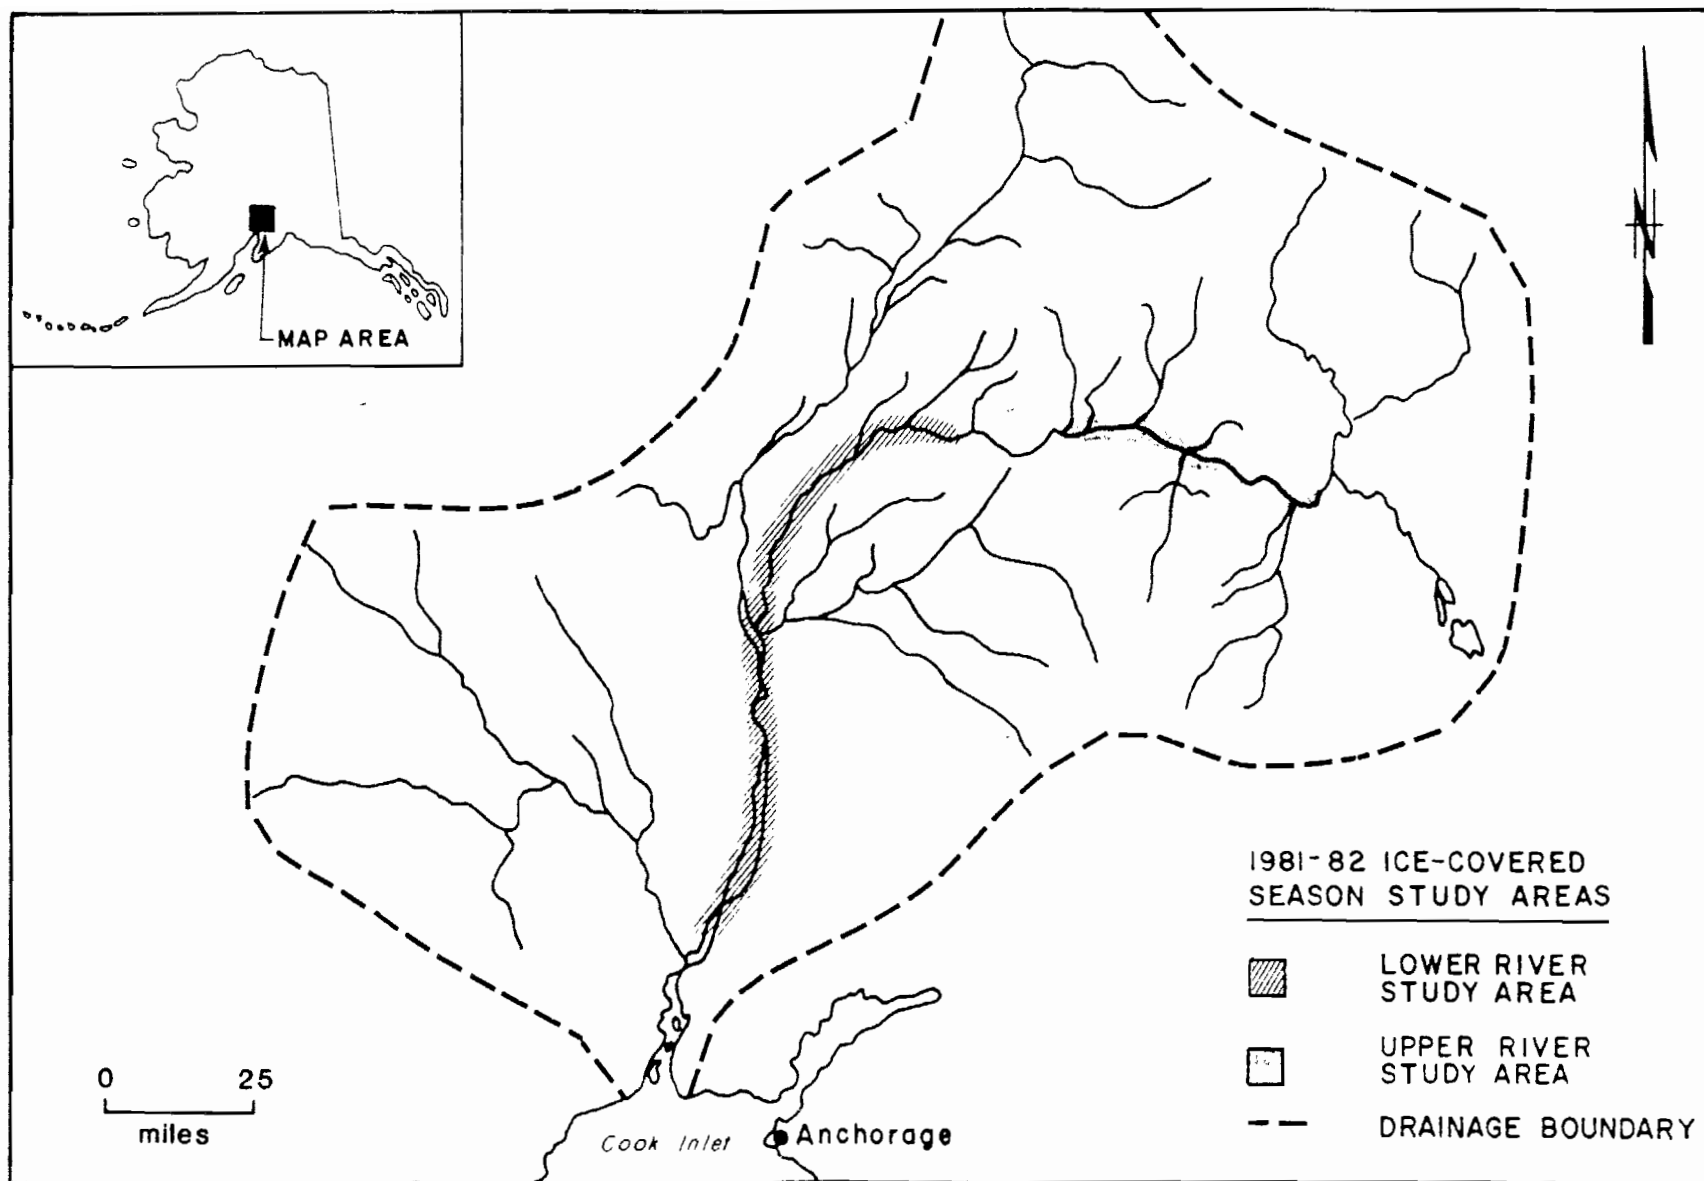 MAP AREA
1981-82 ICE-COVERED
SEASON STUDY AREAS
LOWER RIVER
STUDY AREA
UPPER RIVER
STUDY AREA
DRAINAGE BOUNDARY
0 25
miles
Cook Inlet
Anchorage